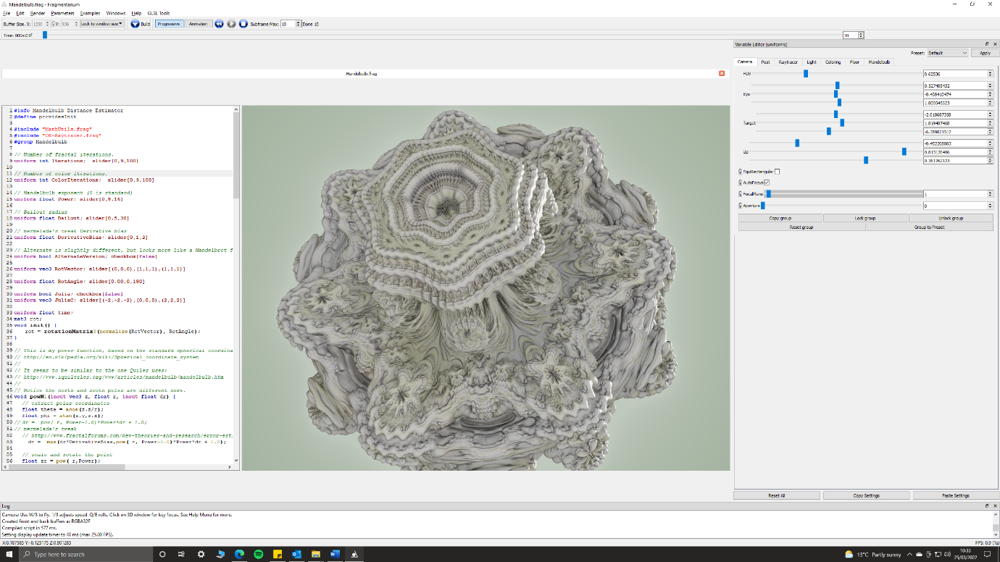 Mandelbulb.frag - Fragmentarium
File Edit Render Parameters Examples Windows Help GLSL Tools
Buffer Size. X: 1250 Y: 936 Lock to window size Build Progressive Animation Subframe Max: 10 Done 10
Time: 000s:01f 10
Variable Editor (uniforms)
Preset: Default Apply
Camera Post Raytracer Light Coloring Floor Mandelbulb
Mandelbulb.frag
FOV 0.62536
0.527485432
Eye -0.408410474
1.800545623
-2.018687358
Target 1.819487468
-6.389821512
-0.452208883
Up 0.813126406
0.361762123
EquiRectangular
AutoFocus
FocalPlane 1
Aperture 0
Copy group Lock group Unlock group
Reset group Group to Preset
1 #info Mandelbulb Distance Estimator
2 #define providesInit
3
4 #include "MathUtils.frag"
5 #include "DE-Raytracer.frag"
6 #group Mandelbulb
7
8 // Number of fractal iterations.
9 uniform int Iterations; slider[0,9,100]
10
11 // Number of color iterations.
12 uniform int ColorIterations; slider[0,9,100]
13
14 // Mandelbulb exponent (8 is standard)
15 uniform float Power; slider[0,8,16]
16
17 // Bailout radius
18 uniform float Bailout; slider[0,5,30]
19
20 // mermelada's tweak Derivative bias
21 uniform float DerivativeBias; slider[0,1,2]
22
23 // Alternate is slightly different, but looks more like a Mandelbrot f
24 uniform bool AlternateVersion; checkbox[false]
25
26 uniform vec3 RotVector; slider[(0,0,0),(1,1,1),(1,1,1)]
27
28 uniform float RotAngle; slider[0.00,0,180]
29
30 uniform bool Julia; checkbox[false]
31 uniform vec3 JuliaC; slider[(-2,-2,-2),(0,0,0),(2,2,2)]
32
33 uniform float time;
34 mat3 rot;
35 void init() {
36 rot = rotationMatrix3(normalize(RotVector), RotAngle);
37 }
38
39 // This is my power function, based on the standard spherical coordina
40 // http://en.wikipedia.org/wiki/Spherical_coordinate_system
41 //
42 // It seems to be similar to the one Quilez uses:
43 // http://www.iquilezles.org/www/articles/mandelbulb/mandelbulb.htm
44 //
45 // Notice the north and south poles are different here.
46 void powN1(inout vec3 z, float r, inout float dr) {
47 // extract polar coordinates
48 float theta = acos(z.z/r);
49 float phi = atan(z.y,z.x);
50 // dr = pow( r, Power-1.0)*Power*dr + 1.0;
51 // mermelada's tweak
52 // http://www.fractalforums.com/new-theories-and-research/error-est
53 dr = max(dr*DerivativeBias,pow( r, Power-1.0)*Power*dr + 1.0);
54
55 // scale and rotate the point
56 float zr = pow( r,Power);
Reset All Copy Settings Paste Settings
Log
Camera: Use W/S to fly. 1/3 adjusts speed. Q/E rolls. Click on 3D window for key focus. See Help Menu for more.
Created front and back buffers as RGBA32F
Compiled script in 577 ms.
Setting display update timer to 40 ms (max 25.00 FPS).
X:0.187585 Y:-0.125175 Z:0.901285 FPS: 0.9 (1s)
Type here to search
13°C Partly sunny
10:33
25/03/2022